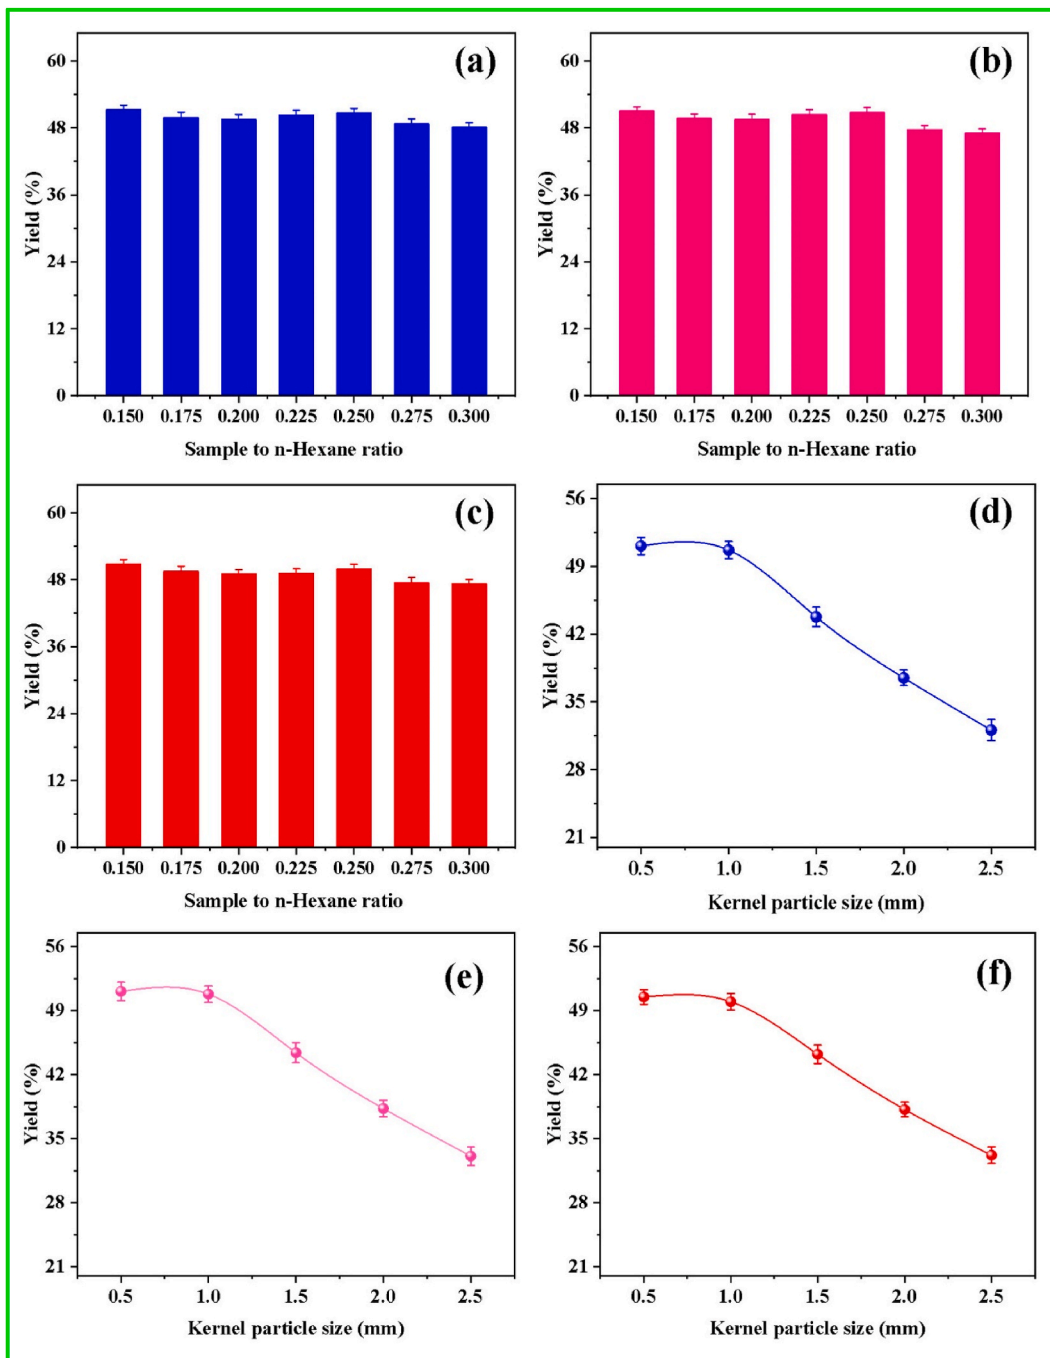 (a)
60
48
36
24
12
0
Yield (%)
0.150 0.175 0.200 0.225 0.250 0.275 0.300
Sample to n-Hexane ratio
(b)
60
48
36
24
12
0
Yield (%)
0.150 0.175 0.200 0.225 0.250 0.275 0.300
Sample to n-Hexane ratio
(c)
60
48
36
24
12
0
Yield (%)
0.150 0.175 0.200 0.225 0.250 0.275 0.300
Sample to n-Hexane ratio
(d)
56
49
42
35
28
21
Yield (%)
0.5 1.0 1.5 2.0 2.5
Kernel particle size (mm)
(e)
56
49
42
35
28
21
Yield (%)
0.5 1.0 1.5 2.0 2.5
Kernel particle size (mm)
(f)
56
49
42
35
28
21
Yield (%)
0.5 1.0 1.5 2.0 2.5
Kernel particle size (mm)